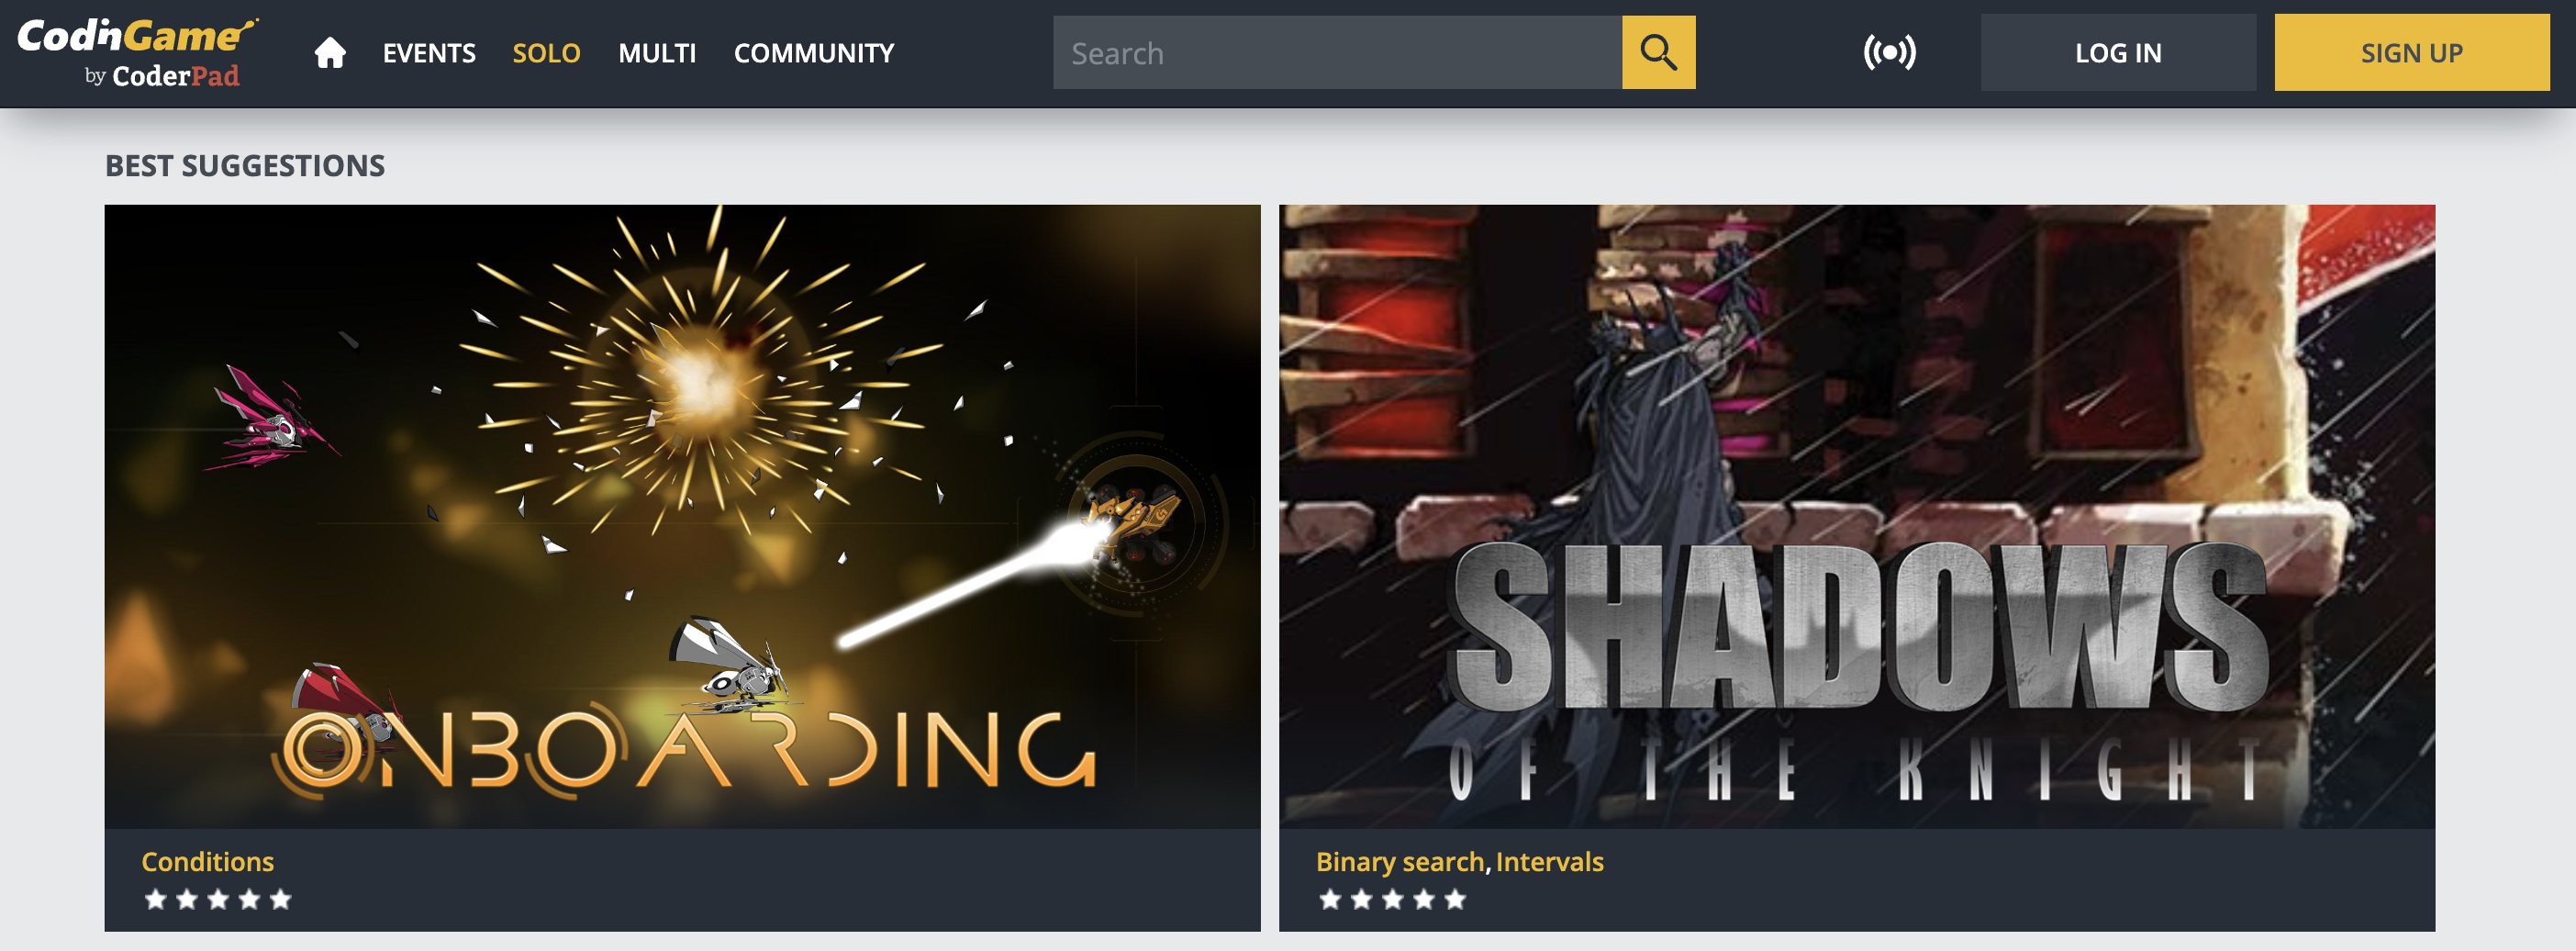 CodinGame
by CoderPad
EVENTS SOLO MULTI COMMUNITY
Search
LOG IN
SIGN UP
BEST SUGGESTIONS
ONBOARDING
Conditions
SHADOWS
OF THE KNIGHT
Binary search, Intervals